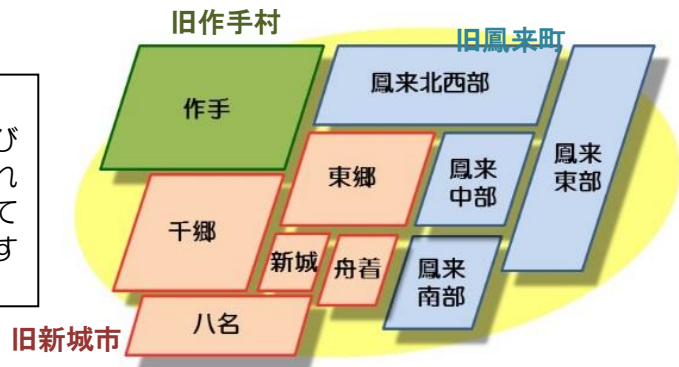 旧作手村
旧鳳来町
び
れ
て
す
作手
鳳来北西部
鳳来
東部
東郷
鳳来
中部
千郷
新城
舟着
鳳来
南部
八名
旧新城市